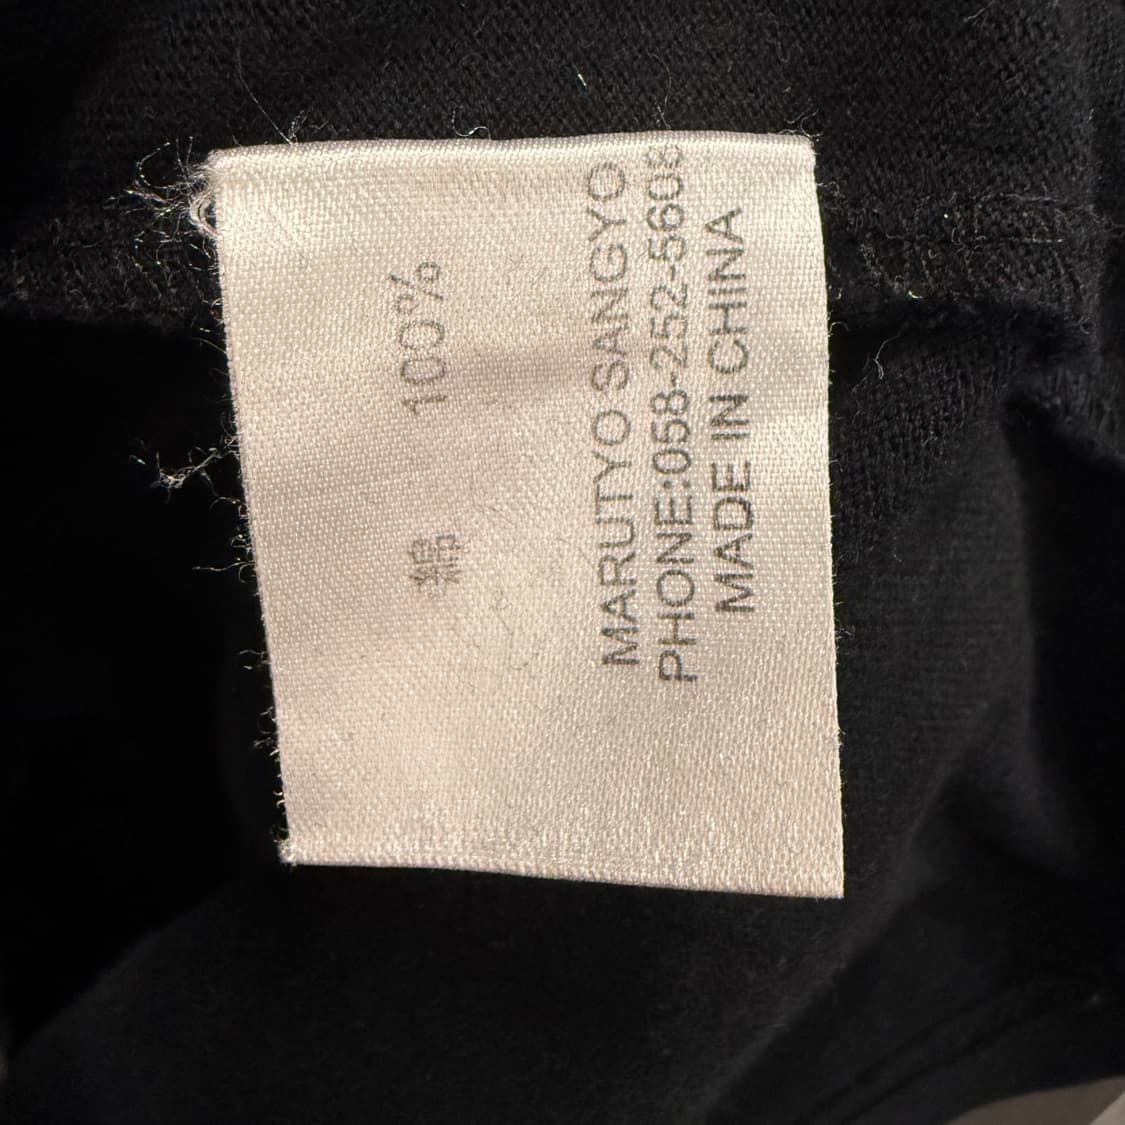 綿 100%
MARUTYO SANGYO
PHONE:058-252-5608
MADE IN CHINA